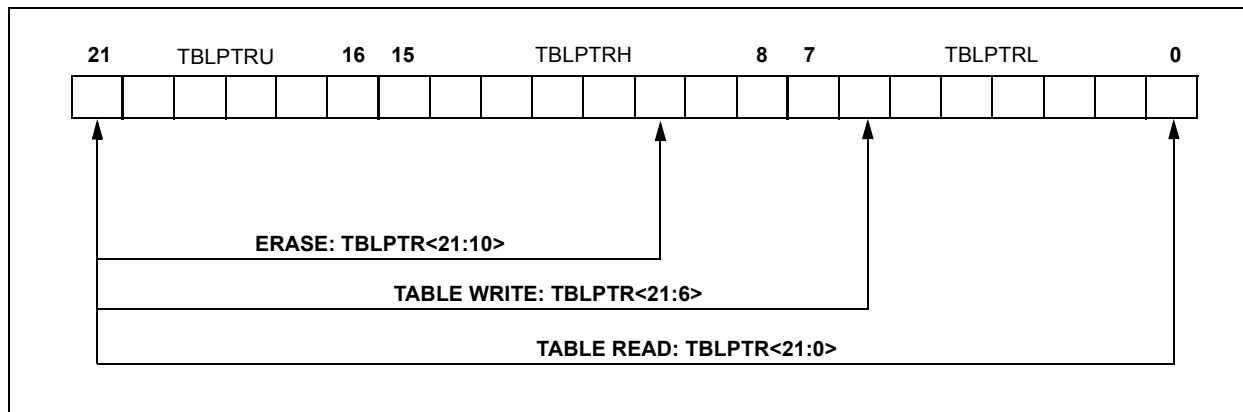 21 TBLPTRU 16 15 TBLPTRH 8 7 TBLPTRL 0
ERASE: TBLPTR<21:10>
TABLE WRITE: TBLPTR<21:6>
TABLE READ: TBLPTR<21:0>